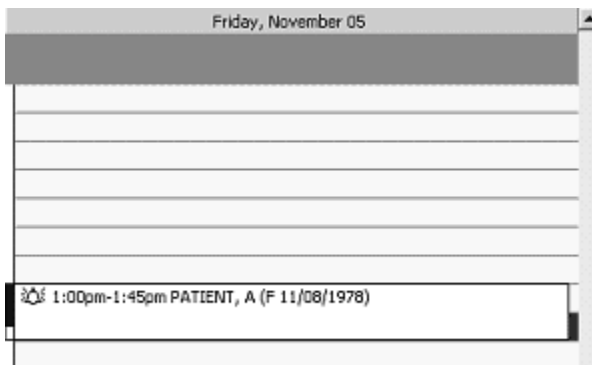 Friday, November 05
1:00pm-1:45pm PATIENT, A (F 11/08/1978)